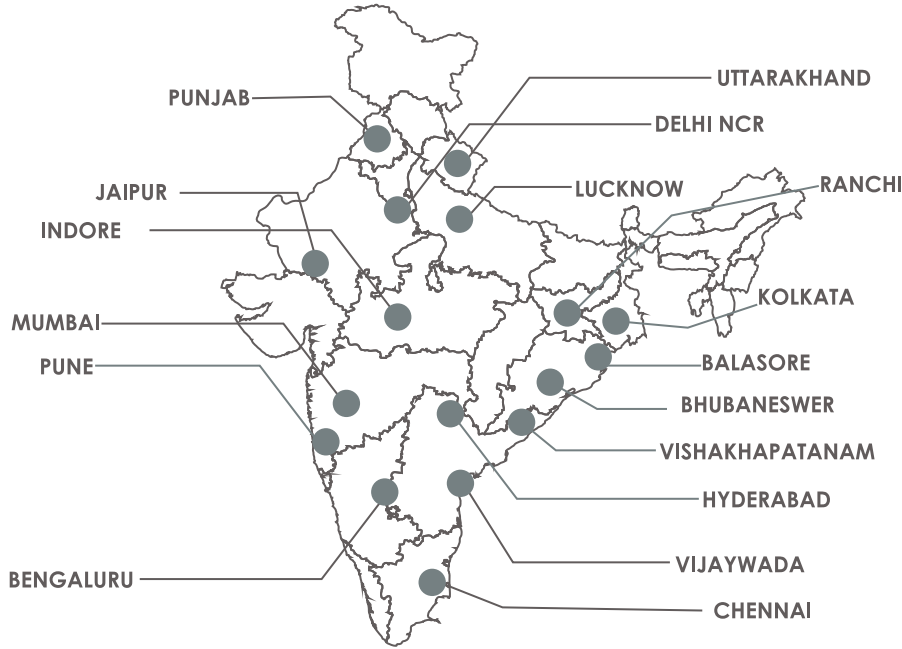 UTTARAKHAND
PUNJAB
DELHI NCR
JAIPUR
LUCKNOW
RANCHI
INDORE
KOLKATA
MUMBAI
PUNE
BALASORE
BHUBANESWER
VISHAKHAPATANAM
HYDERABAD
VIJAYWADA
BENGALURU
CHENNAI